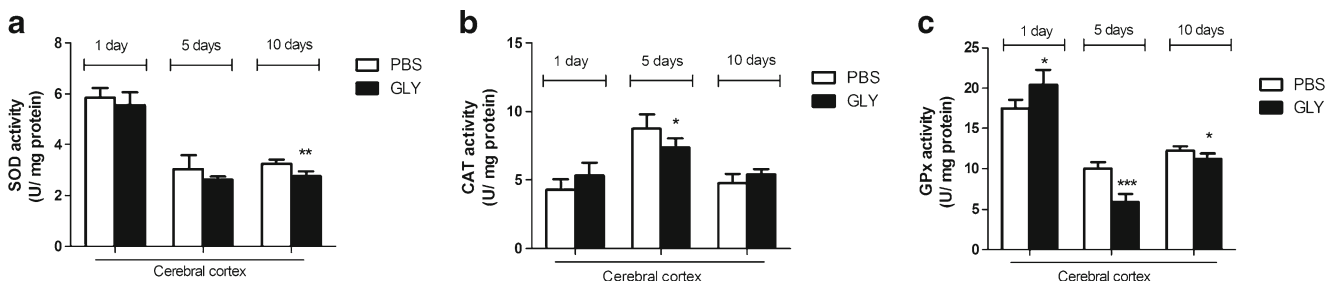 a
8
6
4
2
0
SOD activity
(U/ mg protein)
1 day
5 days
10 days
**
PBS
GLY
Cerebral cortex
b
15
10
5
0
CAT activity
(U/ mg protein)
1 day
5 days
10 days
*
PBS
GLY
Cerebral cortex
c
25
20
15
10
5
0
GPx activity
(U/ mg protein)
1 day
5 days
10 days
*
***
*
PBS
GLY
Cerebral cortex